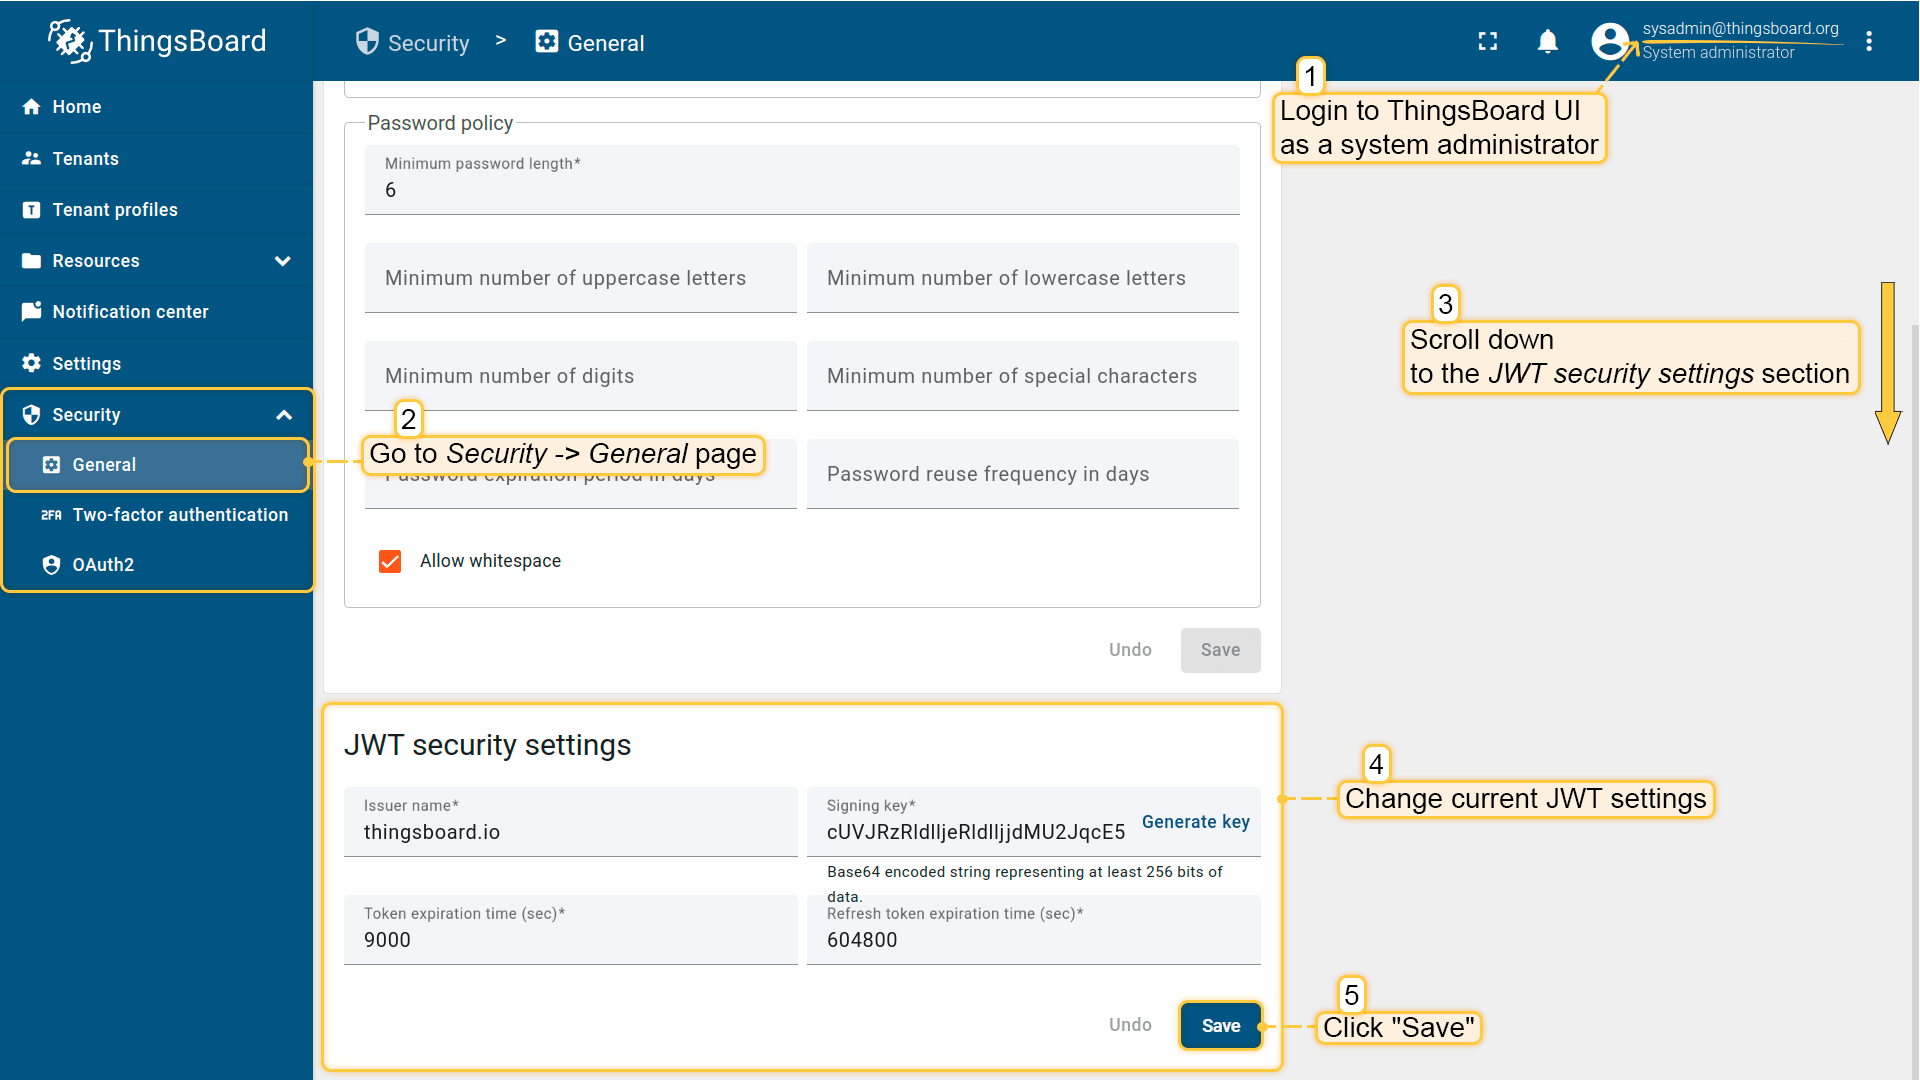 ThingsBoard
Security > General
sysadmin@thingsboard.org
System administrator
Home
Tenants
Tenant profiles
Resources
Notification center
Settings
Security
General
2FA Two-factor authentication
OAuth2
1
Login to ThingsBoard UI
as a system administrator
Password policy
Minimum password length*
6
Minimum number of uppercase letters
Minimum number of lowercase letters
Minimum number of digits
Minimum number of special characters
2
Go to Security -> General page
Password expiration period in days
Password reuse frequency in days
Allow whitespace
Undo
Save
3
Scroll down
to the JWT security settings section
JWT security settings
Issuer name*
thingsboard.io
Signing key*
cUVJRzRldlljeRldlljjdMU2JqcE5
Generate key
Base64 encoded string representing at least 256 bits of
data.
Token expiration time (sec)*
9000
Refresh token expiration time (sec)*
604800
Undo
Save
4
Change current JWT settings
5
Click "Save"